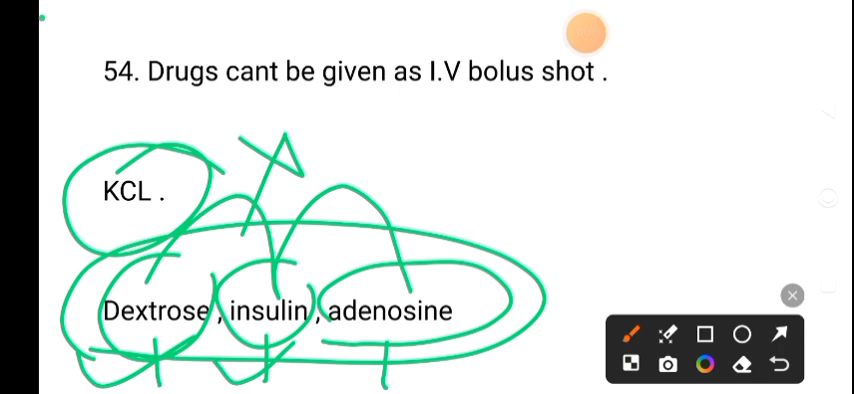 54. Drugs cant be given as I.V bolus shot .
KCL .
Dextrose , insulin , adenosine